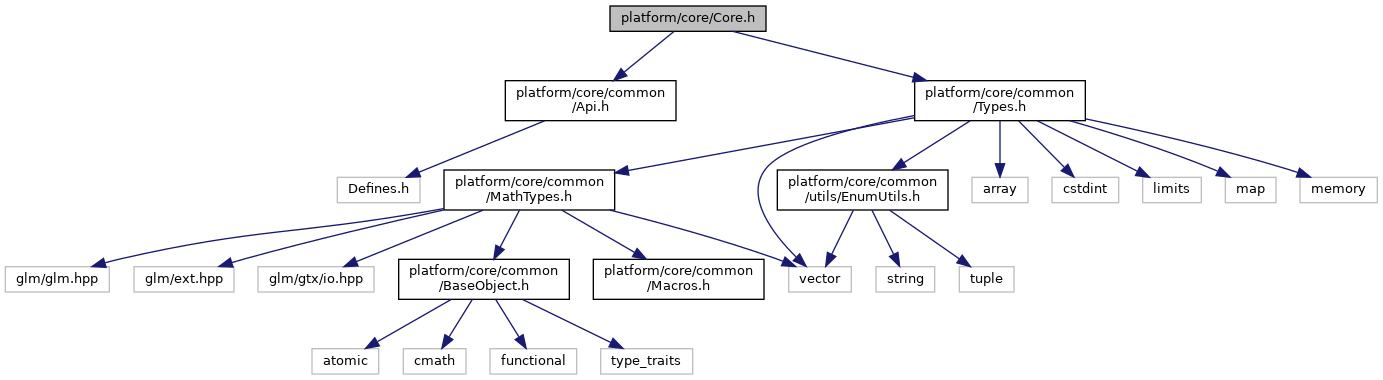 platform/core/Core.h
platform/core/common
/Api.h
platform/core/common
/Types.h
Defines.h
platform/core/common
/MathTypes.h
platform/core/common
/utils/EnumUtils.h
array
cstdint
limits
map
memory
glm/glm.hpp
glm/ext.hpp
glm/gtx/io.hpp
platform/core/common
/BaseObject.h
platform/core/common
/Macros.h
vector
string
tuple
atomic
cmath
functional
type_traits